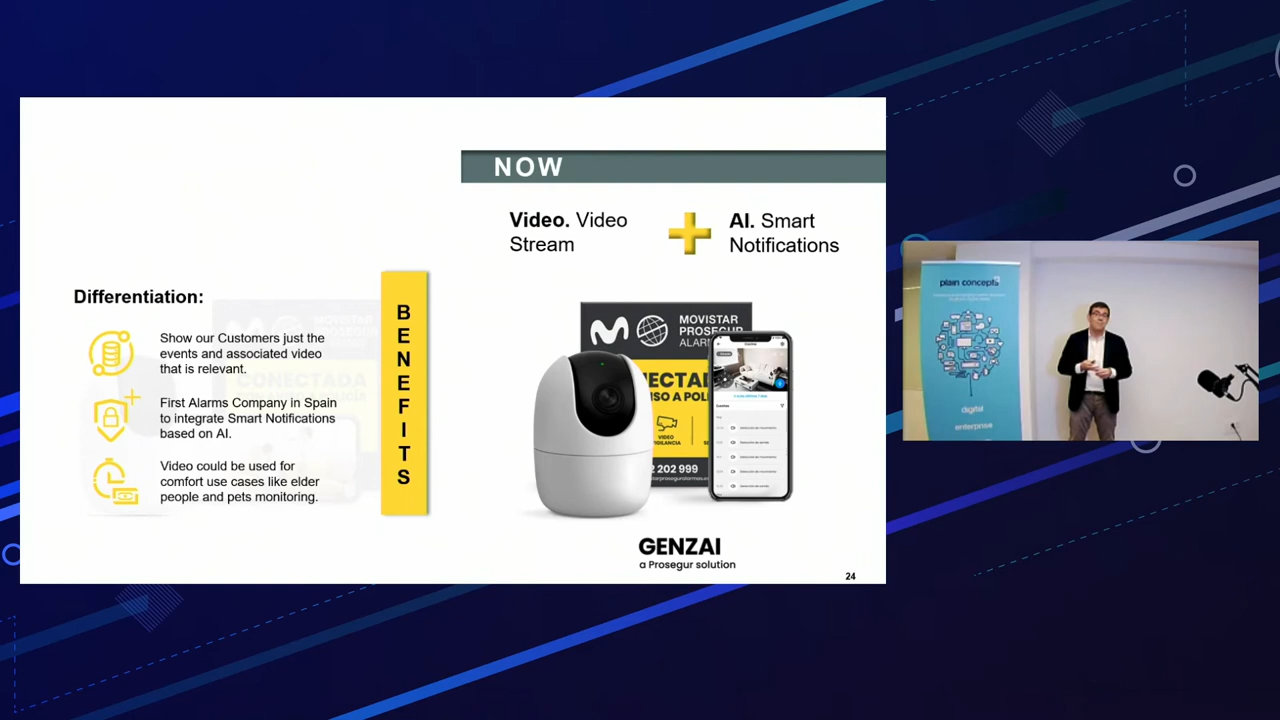 NOW
Video. Video
Stream
AI. Smart
Notifications
Differentiation:
Show our Customers just the
events and associated video
that is relevant.
First Alarms Company in Spain
to integrate Smart Notifications
based on AI.
Video could be used for
comfort use cases like elder
people and pets monitoring.
BENEFITS
MOVISTAR
PROSEGUR
CONECTADA
VIDEO
202 999
GENZAI
a Prosegur solution
24
plain concepts
digital
enterprise